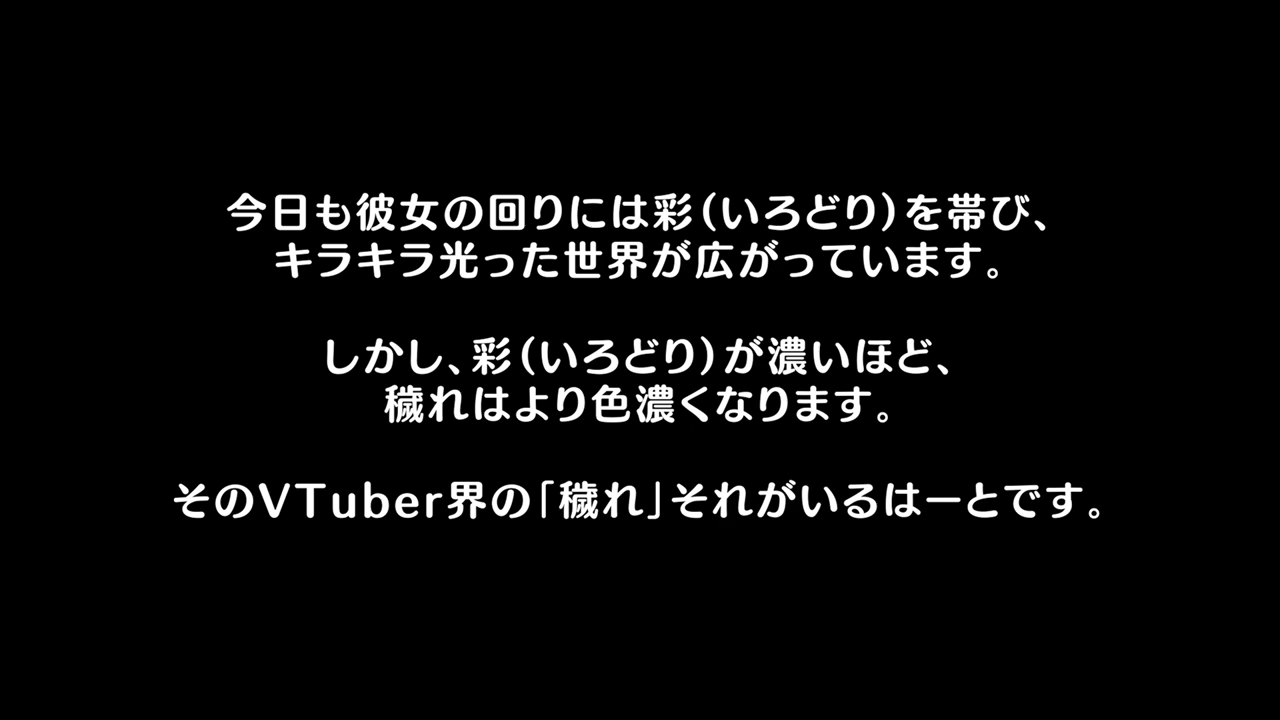 今日も彼女の回りには彩（いろどり）を帯び、
キラキラ光った世界が広がっています。
しかし、彩（いろどり）が濃いほど、
穢れはより色濃くなります。
そのVTuber界の「穢れ」それがいるはーとです。